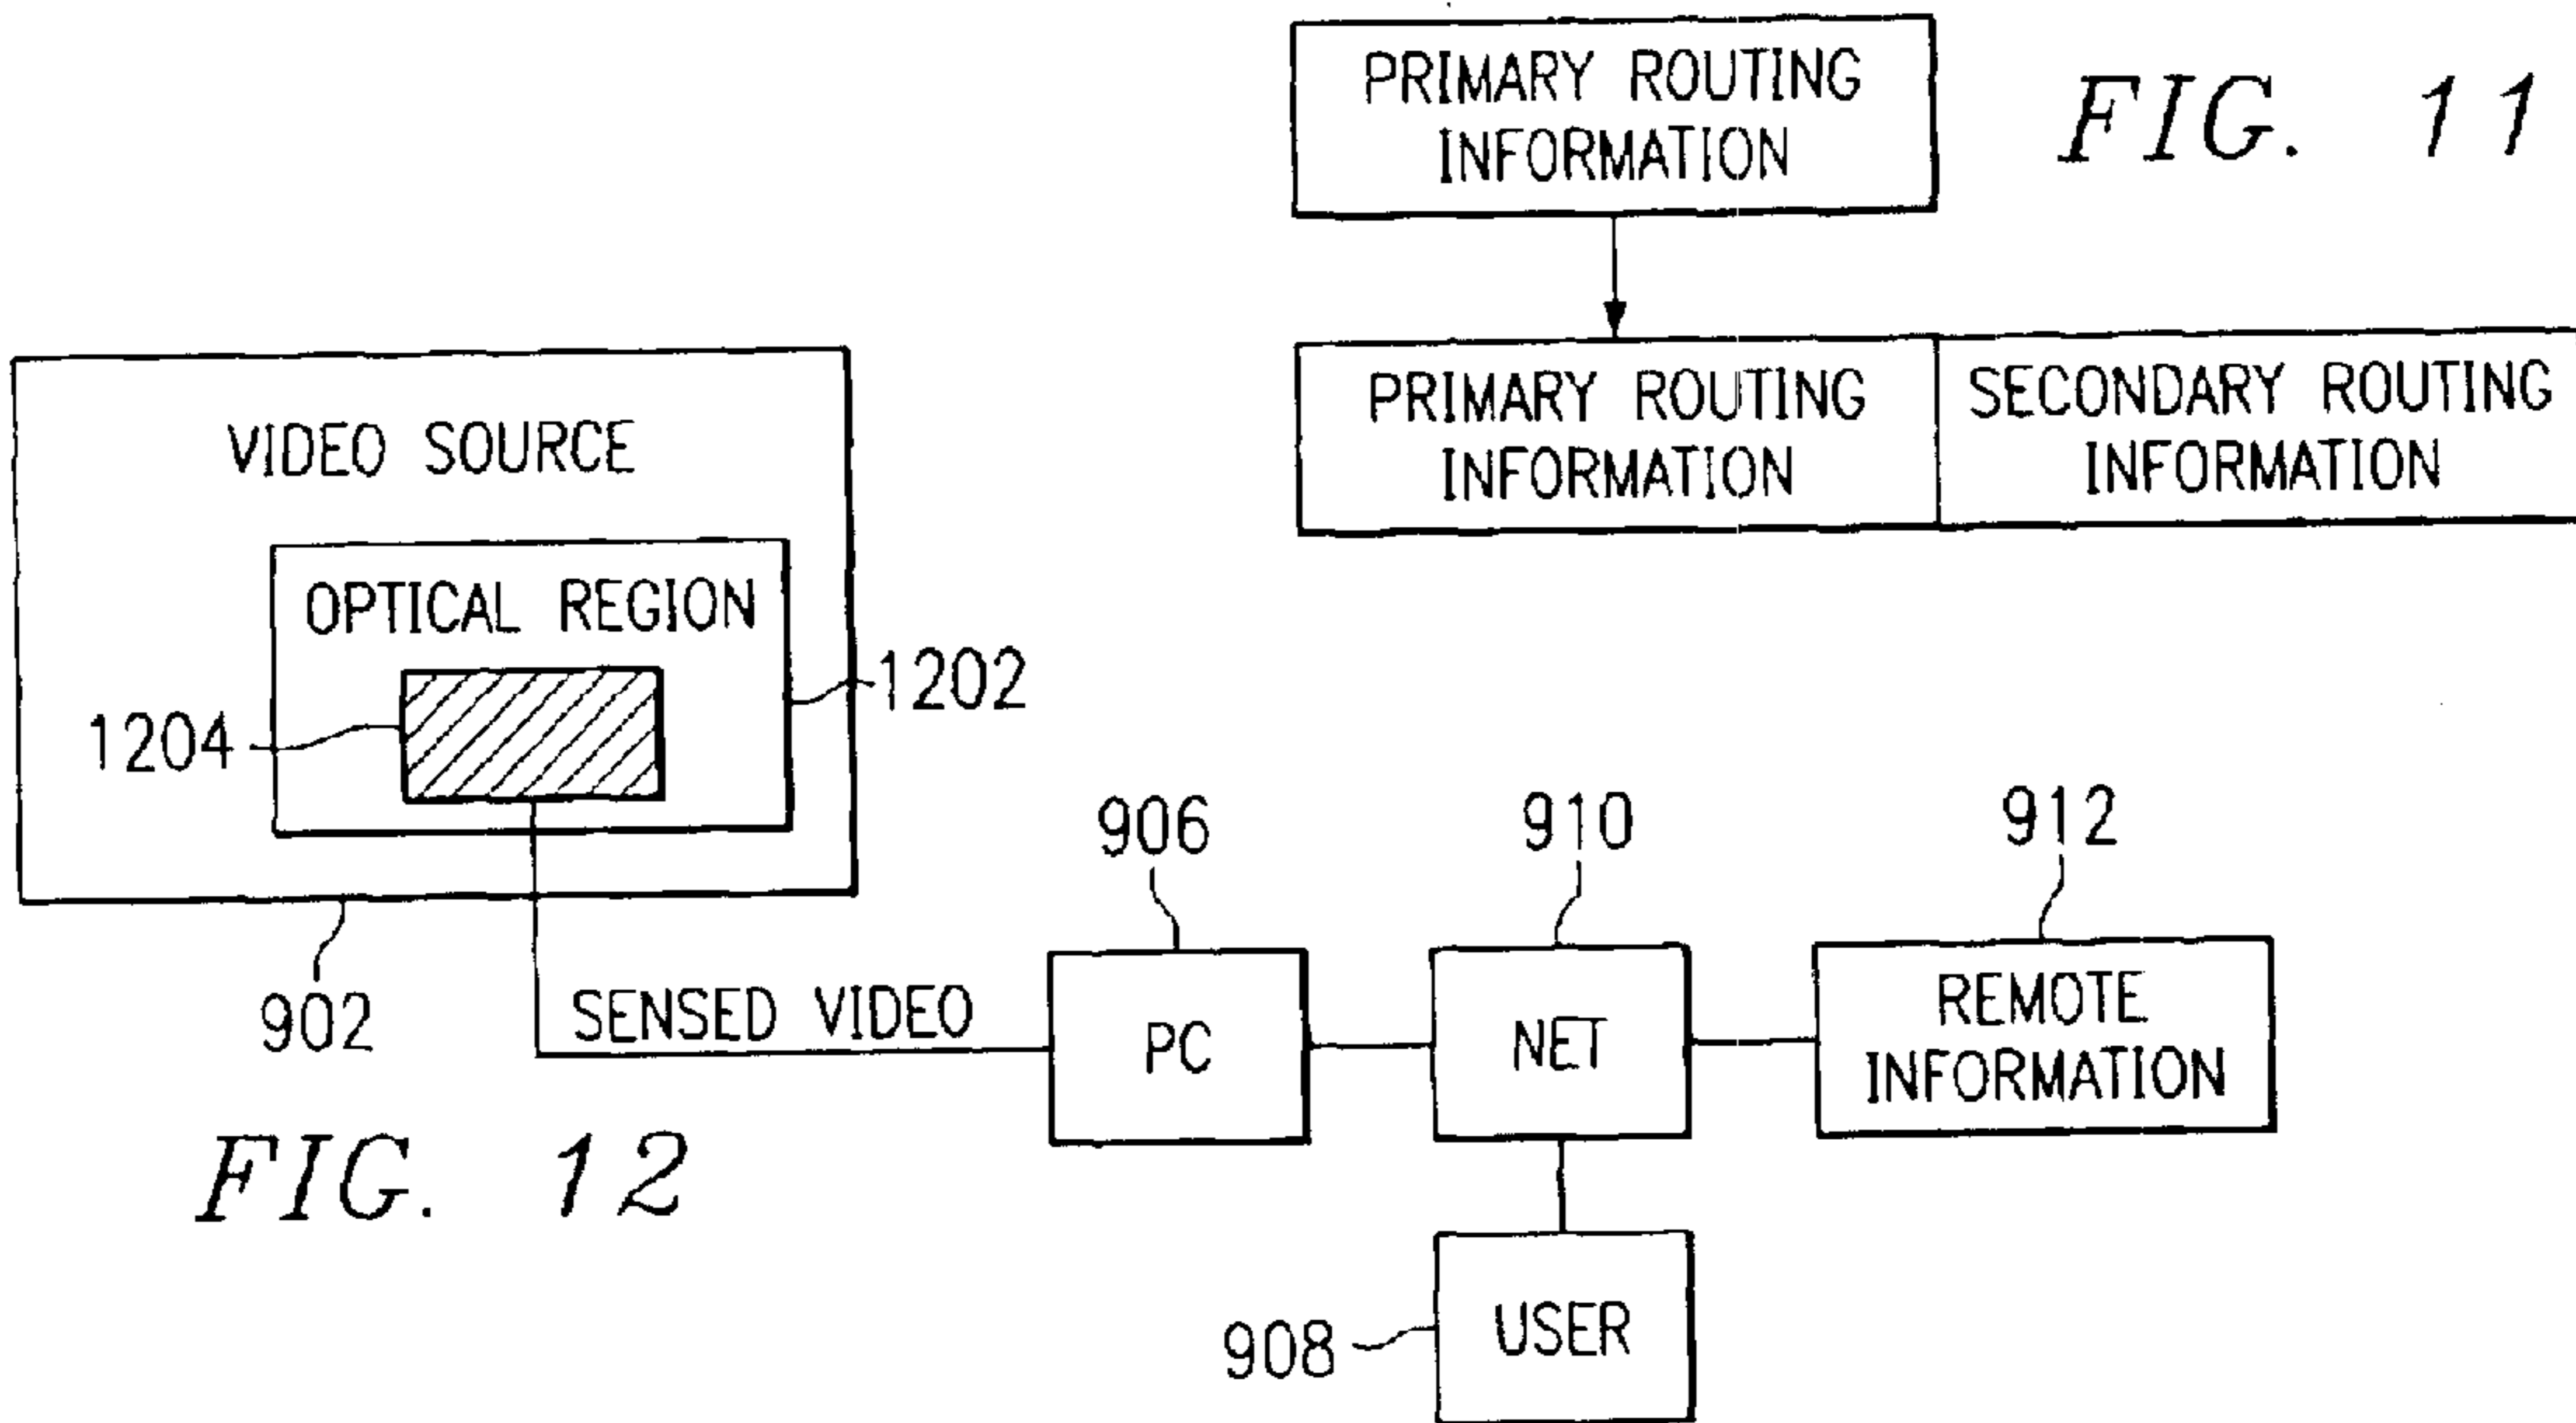 PRIMARY ROUTING
INFORMATION
FIG. 11
PRIMARY ROUTING
INFORMATION
SECONDARY ROUTING
INFORMATION
VIDEO SOURCE
OPTICAL REGION
1202
1204
902
SENSED VIDEO
906
PC
910
NET
912
REMOTE
INFORMATION
908
USER
FIG. 12